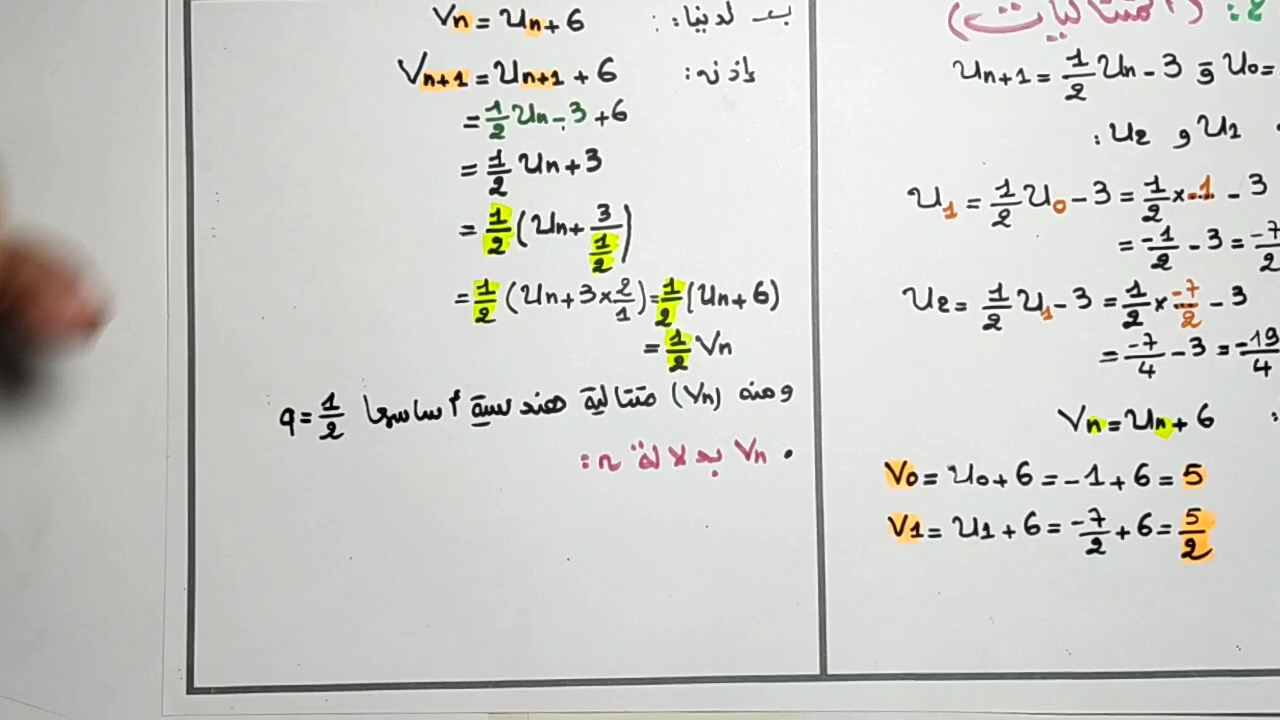 (المتتاليات)
Un+1 = 1/2 Un - 3 و U0 =
U1 و U2 :
U1 = 1/2 U0 - 3 = 1/2 × -1 - 3
= -1/2 - 3 = -7/2
U2 = 1/2 U1 - 3 = 1/2 × -7/2 - 3
= -7/4 - 3 = -19/4
Vn = Un + 6
V0 = U0 + 6 = -1 + 6 = 5
V1 = U1 + 6 = -7/2 + 6 = 5/2
ب- لدينا: Vn = Un + 6
إذن: Vn+1 = Un+1 + 6
= 1/2 Un - 3 + 6
= 1/2 Un + 3
= 1/2 (Un + 3/(1/2))
= 1/2 (Un + 3 × 2/1) = 1/2 (Un + 6)
= 1/2 Vn
ومنه (Vn) متتالية هندسية أساسها q = 1/2
• Vn بدلالة n :